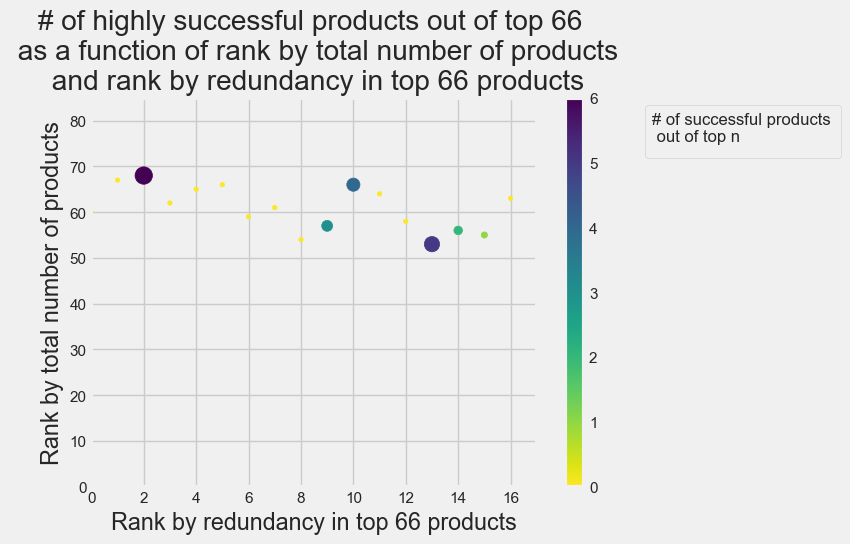 # of highly successful products out of top 66
as a function of rank by total number of products
and rank by redundancy in top 66 products
Rank by total number of products
80
70
60
50
40
30
20
10
0
0 2 4 6 8 10 12 14 16
Rank by redundancy in top 66 products
6
5
4
3
2
1
0
# of successful products
out of top n